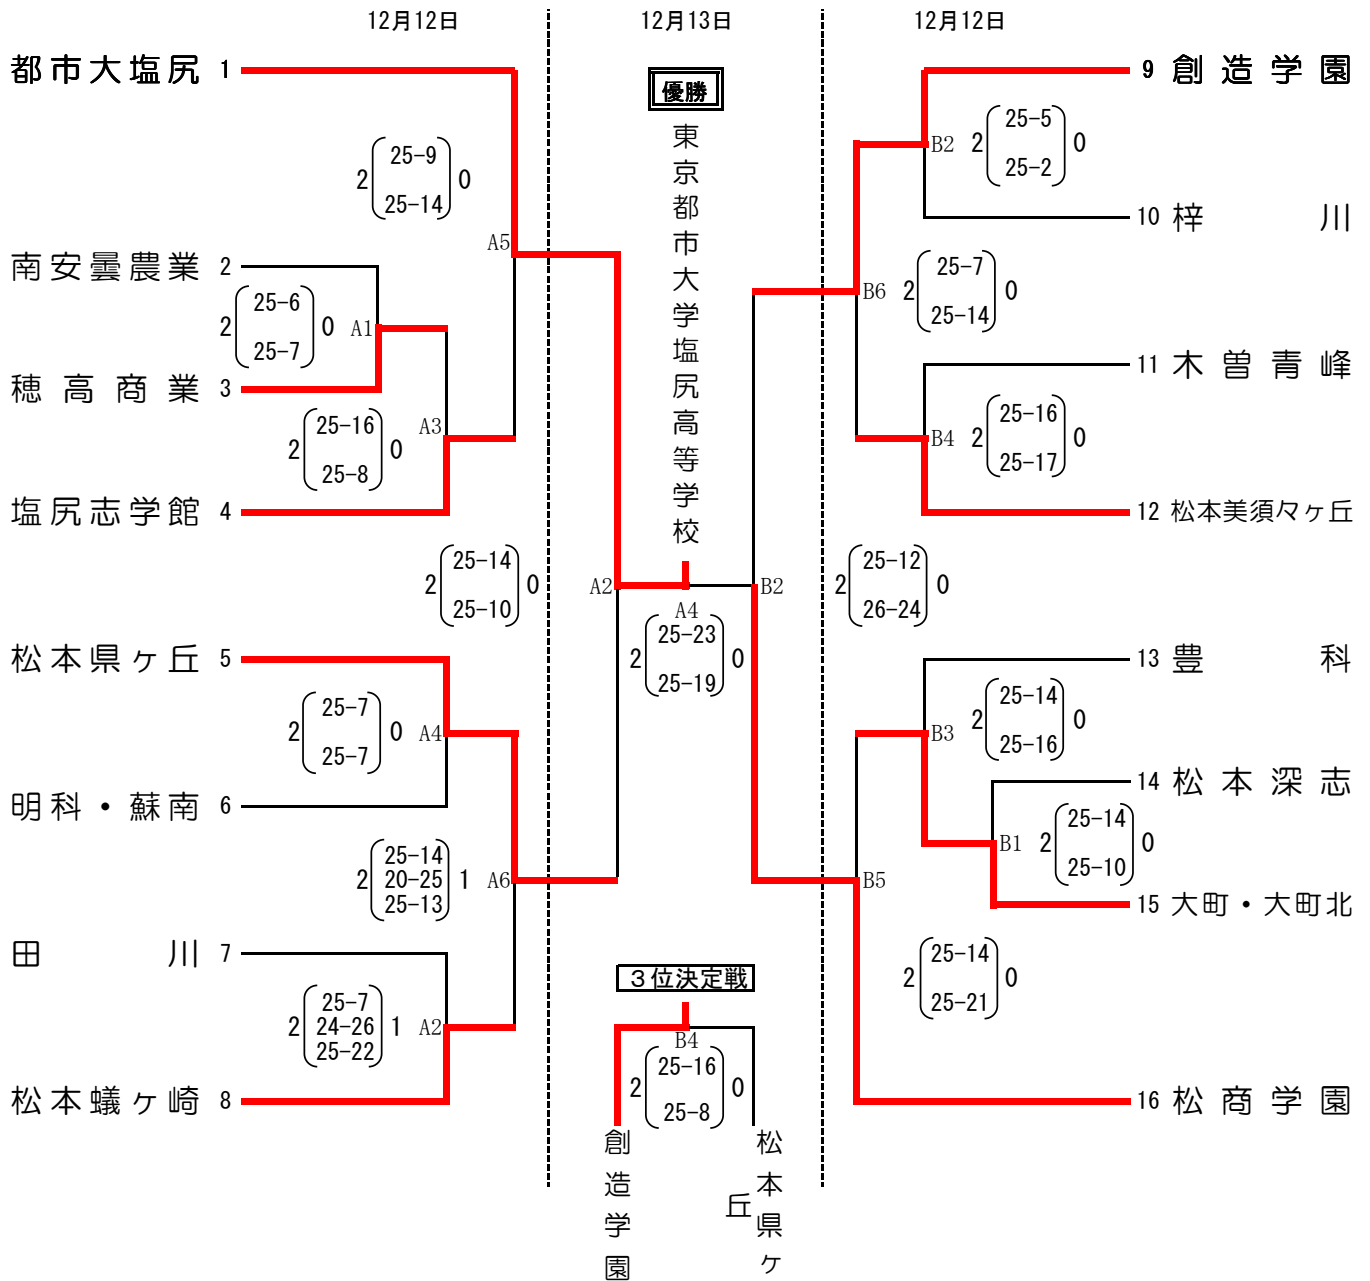 12月12日
12月13日
12月12日
都市大塩尻 1
25-9
2 0
25-14
A5
南安曇農業 2
25-6
2 0
25-7
A1
穂高商業 3
25-16
2 0
25-8
A3
塩尻志学館 4
25-14
2 0
25-10
松本県ヶ丘 5
25-7
2 0
25-7
A4
明科・蘇南 6
25-14
2 20-25 1
25-13
A6
田川 7
25-7
2 24-26 1
25-22
A2
松本蟻ヶ崎 8
優勝
東京都市大学塩尻高等学校
A2
B2
A4
25-23
2 0
25-19
3位決定戦
B4
25-16
2 0
25-8
創造学園
松本県ヶ丘
9 創造学園
B2
25-5
2 0
25-2
10 梓川
B6
25-7
2 0
25-14
11 木曽青峰
B4
25-16
2 0
25-17
12 松本美須々ヶ丘
25-12
2 0
26-24
13 豊科
B3
25-14
2 0
25-16
14 松本深志
B1
25-14
2 0
25-10
15 大町・大町北
B5
25-14
2 0
25-21
16 松商学園